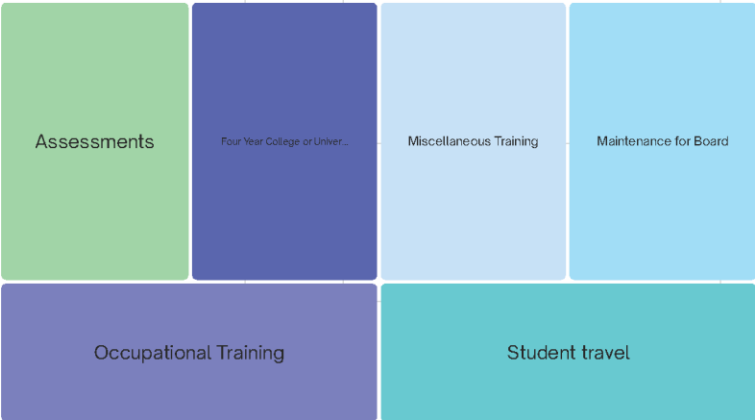 Assessments
Four Year College or Univer...
Miscellaneous Training
Maintenance for Board
Occupational Training
Student travel